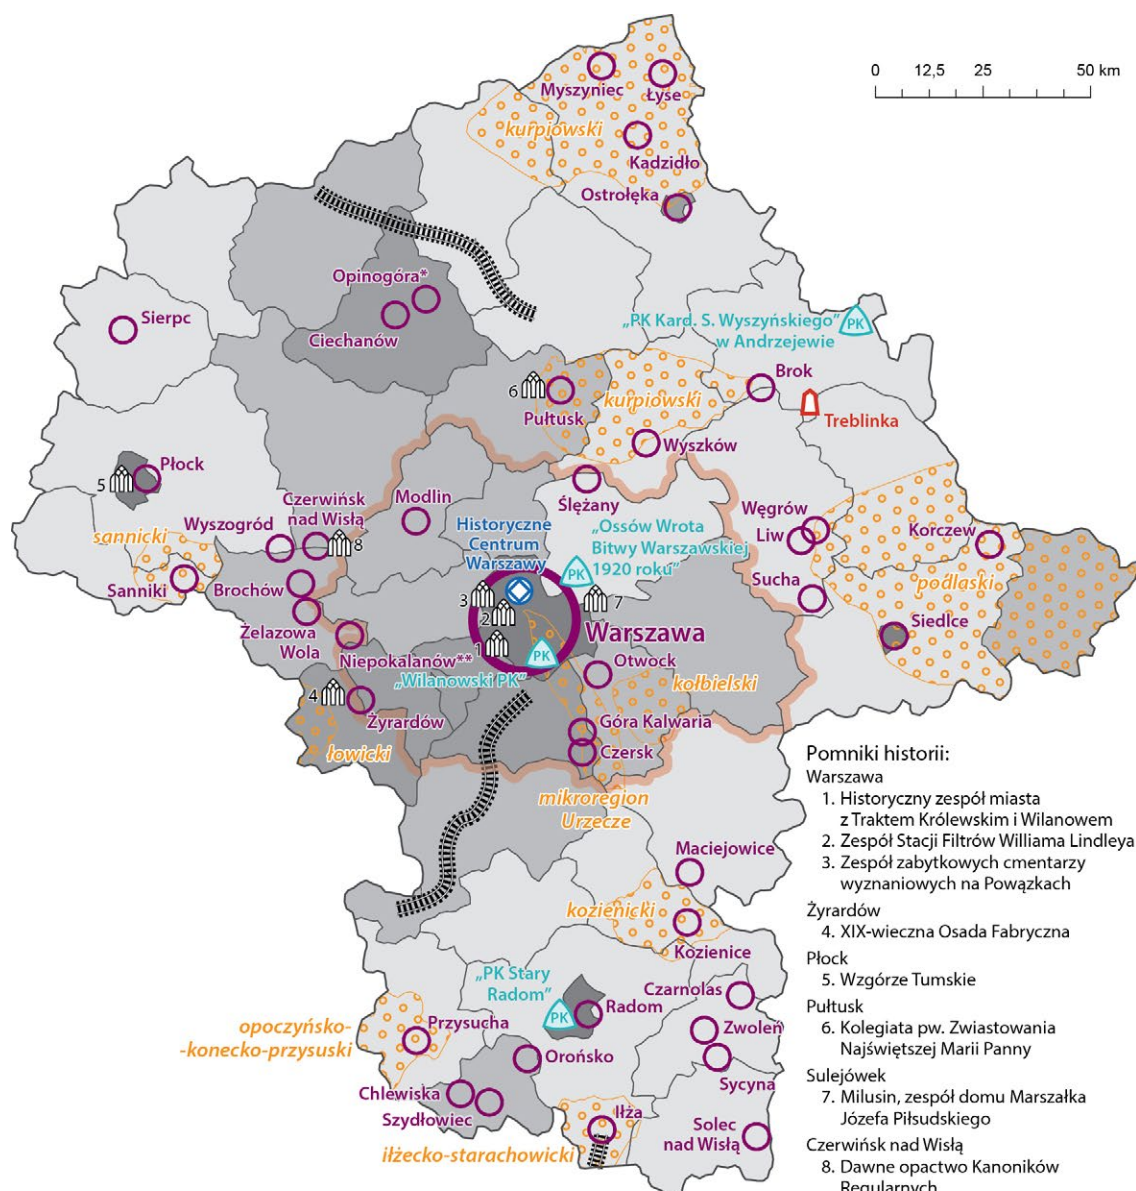 0 12,5 25 50 km
Myszyniec
Łyse
kurpiowski
Kadzidło
Ostrołęka
Opinogóra*
Sierpc
Ciechanów
„PK Kard. S. Wyszyńskiego”
w Andrzejewie
PK
Brok
6
Pułtusk
kurpiowski
Treblinka
Wyszków
5
Płock
Czerwińsk
nad Wisłą
8
Modlin
Ślężany
Węgrów
Liw
Korczew
Wyszogród
sannicki
Historyczne
Centrum
Warszawy
„Ossów Wrota
Bitwy Warszawskiej
1920 roku”
PK
Sanniki
Brochów
Sucha
podlaski
3
2
1
7
Żelazowa
Wola
Warszawa
Siedlce
Niepokalanów**
„Wilanowski PK”
PK
Otwock
kołbielski
4
Żyrardów
łowicki
Góra Kalwaria
Czersk
mikroregion
Urzecze
Maciejowice
kozienicki
Kozienice
„PK Stary
Radom”
PK
Radom
Czarnolas
Zwoleń
opoczyńsko-
-konecko-przysuski
Przysucha
Orońsko
Sycyna
Chlewiska
Szydłowiec
Iłża
Solec
nad Wisłą
iłżecko-starachowicki
Pomniki historii:
Warszawa
1. Historyczny zespół miasta
z Traktem Królewskim i Wilanowem
2. Zespół Stacji Filtrów Williama Lindleya
3. Zespół zabytkowych cmentarzy
wyznaniowych na Powązkach
Żyrardów
4. XIX-wieczna Osada Fabryczna
Płock
5. Wzgórze Tumskie
Pułtusk
6. Kolegiata pw. Zwiastowania
Najświętszej Marii Panny
Sulejówek
7. Milusin, zespół domu Marszałka
Józefa Piłsudskiego
Czerwińsk nad Wisłą
8. Dawne opactwo Kanoników
Regularnych